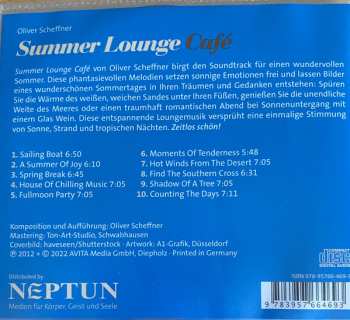 Oliver Scheffner
Summer Lounge Café
Summer Lounge Café von Oliver Scheffner birgt den Soundtrack für einen wundervollen
Sommer. Diese phantasievollen Melodien setzen sonnige Emotionen frei und lassen Bilder
eines wunderschönen Sommertages in Ihren Träumen und Gedanken entstehen: Spüren
Sie die Wärme des weißen, weichen Sandes unter Ihren Füßen, genießen Sie die unendliche
Weite des Meeres oder einen traumhaft romantischen Abend bei Sonnenuntergang mit
einem Glas Wein. Diese entspannende Loungemusik versprüht eine einmalige Stimmung
von Sonne, Strand und tropischen Nächten. Zeitlos schön!
1. Sailing Boat 6:50
2. A Summer Of Joy 6:10
3. Spring Break 6:45
4. House Of Chilling Music 7:05
5. Fullmoon Party 7:05
6. Moments Of Tenderness 5:48
7. Hot Winds From The Desert 7:05
8. Find The Southern Cross 6:31
9. Shadow Of A Tree 7:05
10. Counting The Days 7:11
Komposition und Aufführung: Oliver Scheffner
Mastering: Ton-Art-Studio, Schwalshausen
Coverbild: haveseen/Shutterstock · Artwork: A1-Grafik, Düsseldorf
℗ 2012 + © 2022 AVITA Media GmbH, Diepholz · Printed in Germany
Distributed by
NEPTUN
Medien für Körper, Geist und Seele
DIGITAL AUDIO
ISBN 978-95766-469-
9 783957 664693